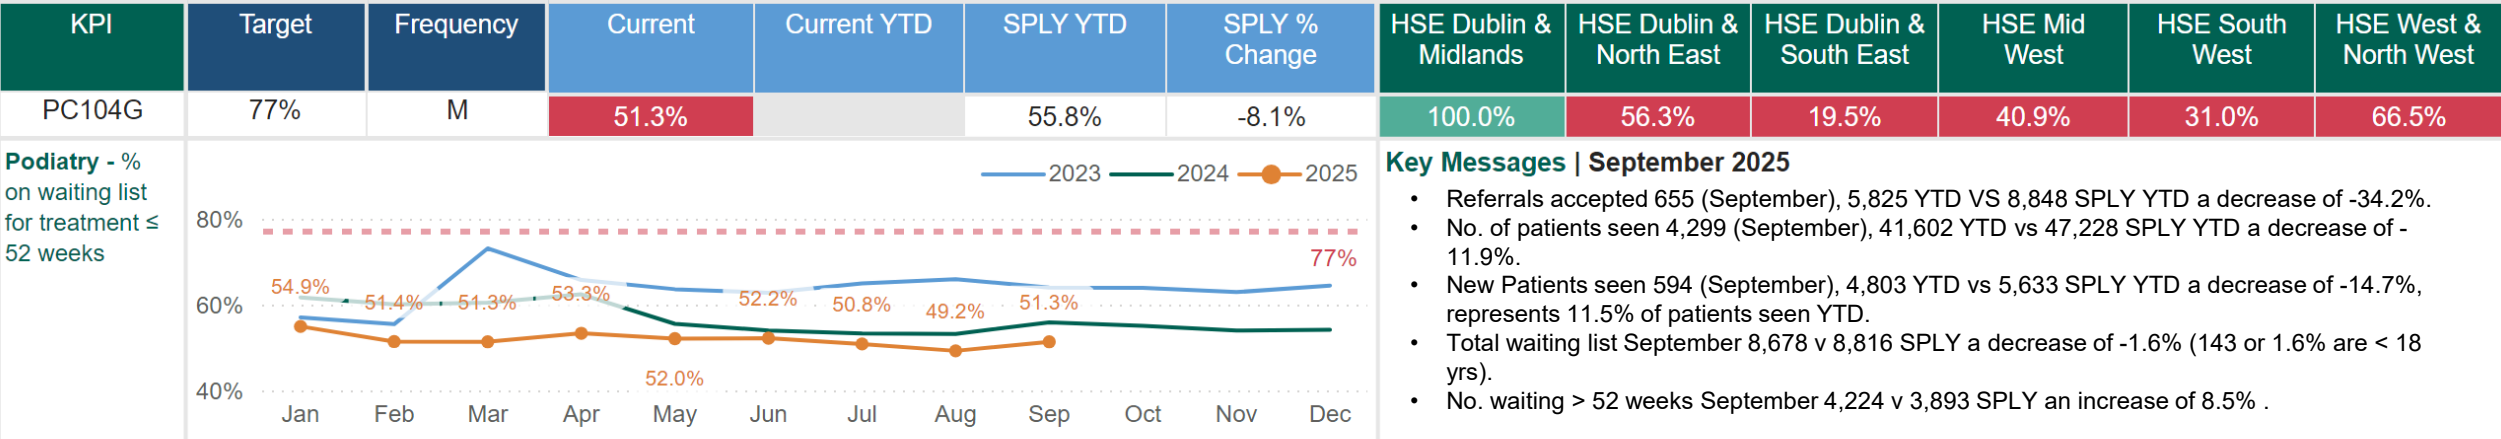 KPI
Target
Frequency
Current
Current YTD
SPLY YTD
SPLY %
Change
HSE Dublin &
Midlands
HSE Dublin &
North East
HSE Dublin &
South East
HSE Mid
West
HSE South
West
HSE West &
North West
PC104G
77%
M
51.3%
55.8%
-8.1%
100.0%
56.3%
19.5%
40.9%
31.0%
66.5%
Podiatry - %
on waiting list
for treatment ≤
52 weeks
2023
2024
2025
80%
60%
40%
77%
54.9%
51.4%
51.3%
53.3%
52.0%
52.2%
50.8%
49.2%
51.3%
Jan
Feb
Mar
Apr
May
Jun
Jul
Aug
Sep
Oct
Nov
Dec
Key Messages | September 2025
• Referrals accepted 655 (September), 5,825 YTD VS 8,848 SPLY YTD a decrease of -34.2%.
• No. of patients seen 4,299 (September), 41,602 YTD vs 47,228 SPLY YTD a decrease of -
11.9%.
• New Patients seen 594 (September), 4,803 YTD vs 5,633 SPLY YTD a decrease of -14.7%,
represents 11.5% of patients seen YTD.
• Total waiting list September 8,678 v 8,816 SPLY a decrease of -1.6% (143 or 1.6% are < 18
yrs).
• No. waiting > 52 weeks September 4,224 v 3,893 SPLY an increase of 8.5% .